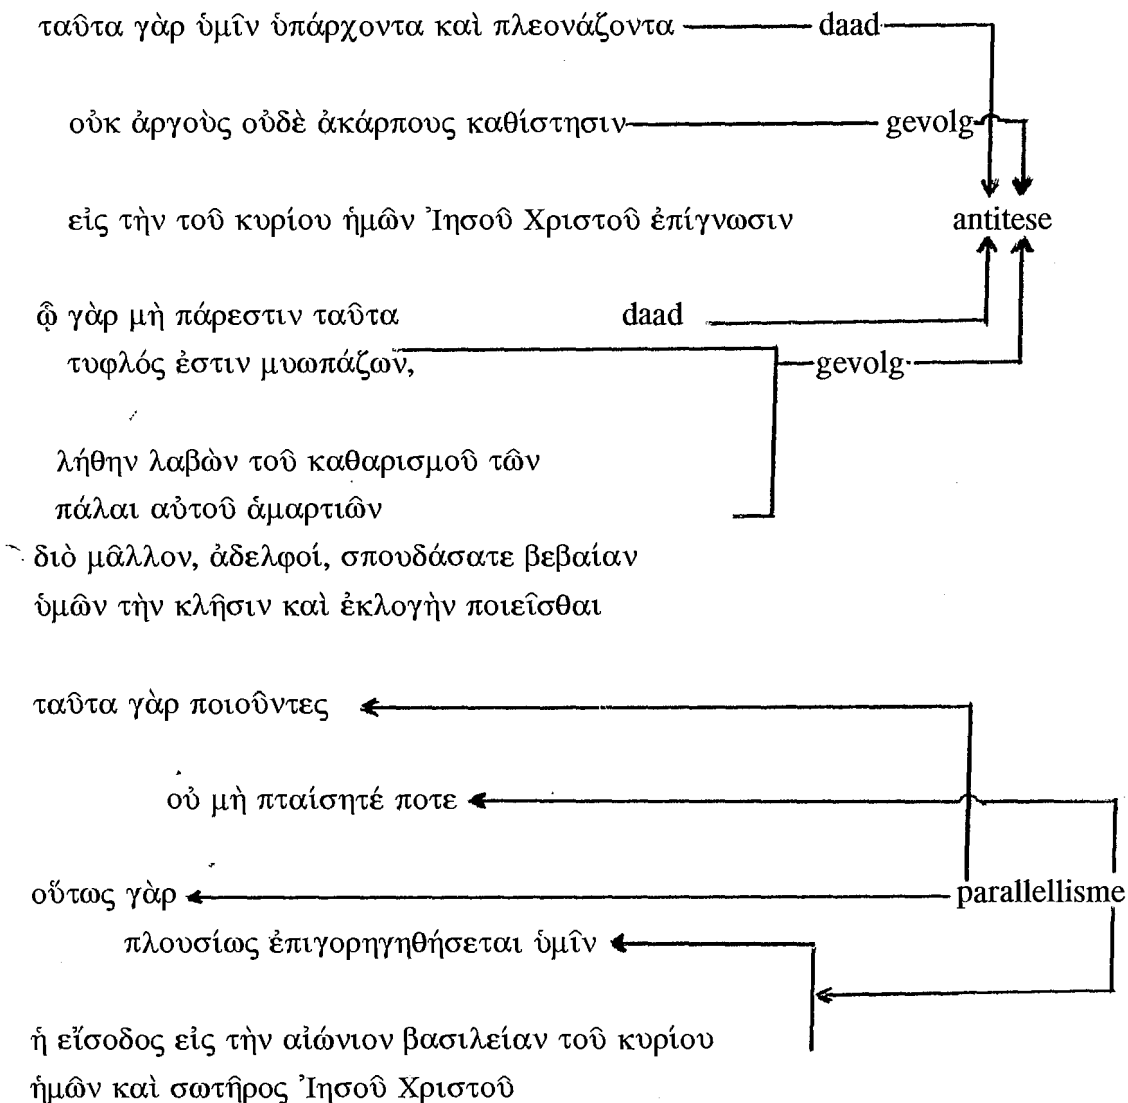 ταῦτα γὰρ ὑμῖν ὑπάρχοντα καὶ πλεονάζοντα daad
οὐκ ἀργοὺς οὐδὲ ἀκάρπους καθίστησιν gevolg
εἰς τὴν τοῦ κυρίου ἡμῶν Ἰησοῦ Χριστοῦ ἐπίγνωσιν antitese
ᾧ γὰρ μὴ πάρεστιν ταῦτα daad
τυφλός ἐστιν μυωπάζων, gevolg
λήθην λαβὼν τοῦ καθαρισμοῦ τῶν
πάλαι αὐτοῦ ἁμαρτιῶν
διὸ μᾶλλον, ἀδελφοί, σπουδάσατε βεβαίαν
ὑμῶν τὴν κλῆσιν καὶ ἐκλογὴν ποιεῖσθαι
ταῦτα γὰρ ποιοῦντες
οὐ μὴ πταίσητέ ποτε
οὕτως γὰρ parallellisme
πλουσίως ἐπιγορηγηθήσεται ὑμῖν
ἡ εἴσοδος εἰς τὴν αἰώνιον βασιλείαν τοῦ κυρίου
ἡμῶν καὶ σωτῆρος Ἰησοῦ Χριστοῦ